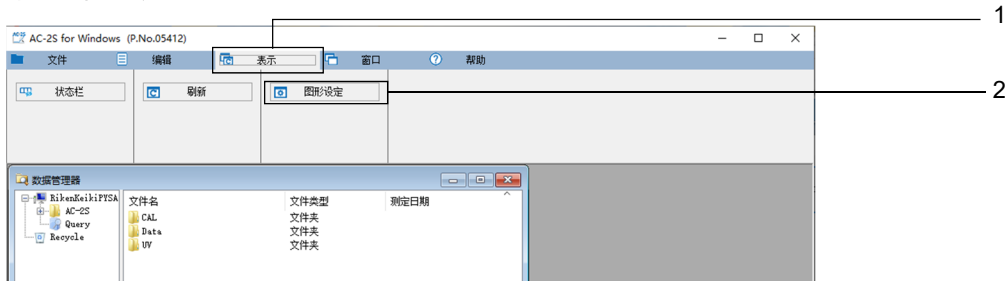 1
AC-2S for Windows (P.No.05412)
文件 编辑 表示 窗口 帮助
状态栏 刷新 图形设定
2
数据管理器
RikenKeikiPYSA
AC-2S
Query
Recycle
文件名 文件类型 测定日期
CAL 文件夹
Data 文件夹
UV 文件夹